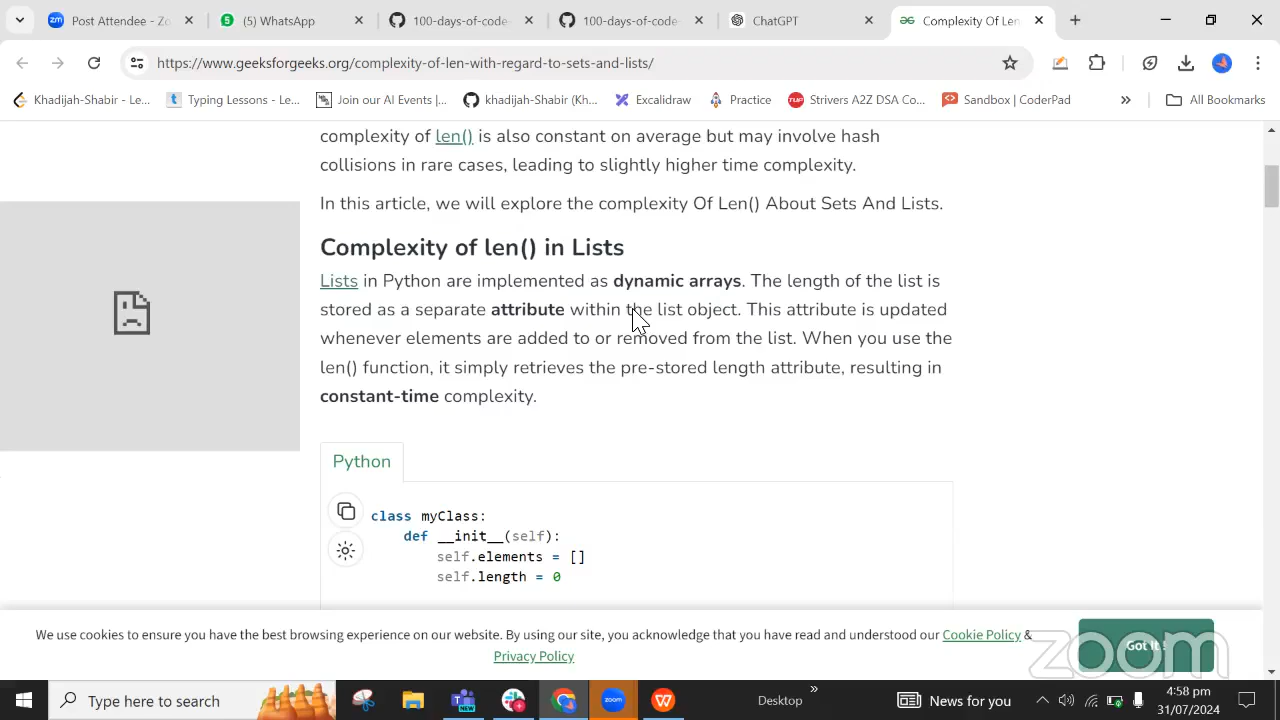 Post Attendee - Zo
(5) WhatsApp
100-days-of-code-
100-days-of-code-
ChatGPT
Complexity Of Len
https://www.geeksforgeeks.org/complexity-of-len-with-regard-to-sets-and-lists/
Khadijah-Shabir - Le...
Typing Lessons - Le...
Join our AI Events |...
khadijah-Shabir (Kh...
Excalidraw
Practice
Strivers A2Z DSA Co...
Sandbox | CoderPad
All Bookmarks
complexity of len() is also constant on average but may involve hash
collisions in rare cases, leading to slightly higher time complexity.
In this article, we will explore the complexity Of Len() About Sets And Lists.
Complexity of len() in Lists
Lists in Python are implemented as dynamic arrays. The length of the list is
stored as a separate attribute within the list object. This attribute is updated
whenever elements are added to or removed from the list. When you use the
len() function, it simply retrieves the pre-stored length attribute, resulting in
constant-time complexity.
Python
class myClass:
def __init__(self):
self.elements = []
self.length = 0
We use cookies to ensure you have the best browsing experience on our website. By using our site, you acknowledge that you have read and understood our Cookie Policy &
Privacy Policy
Got It !
zoom
Type here to search
NEW
zoom
Desktop
News for you
4:58 pm
31/07/2024